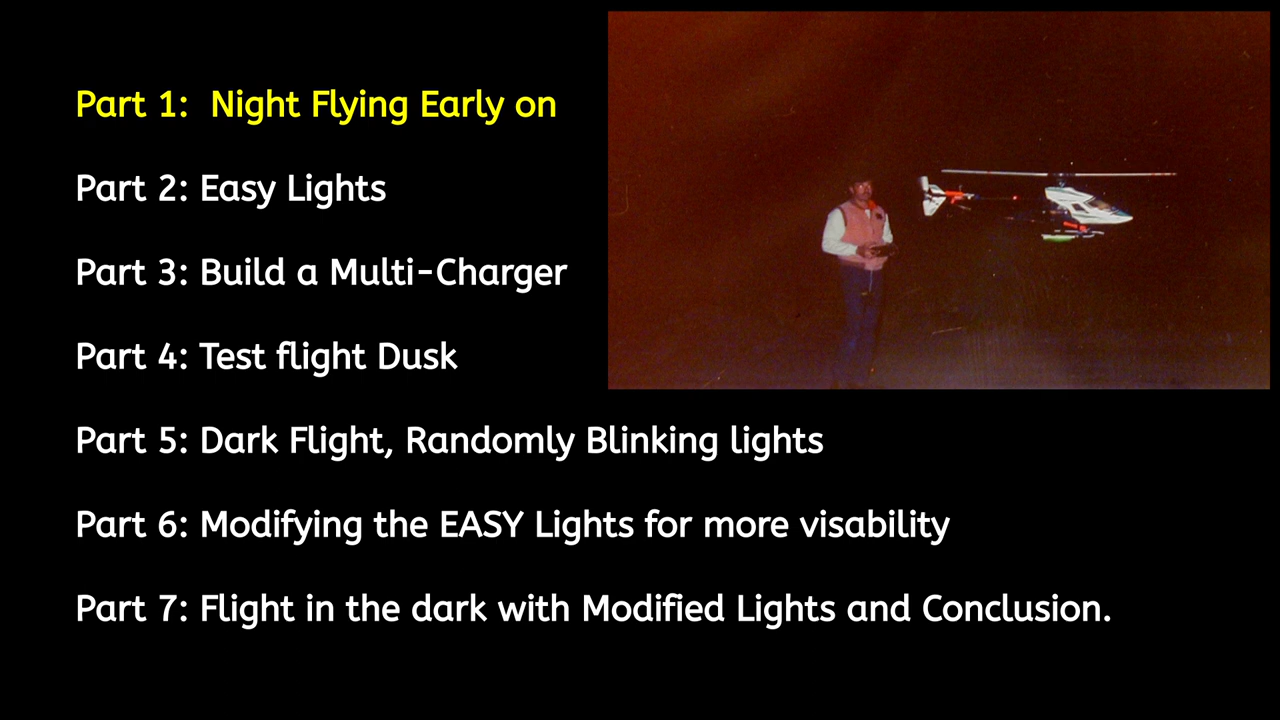 Part 1: Night Flying Early on
Part 2: Easy Lights
Part 3: Build a Multi-Charger
Part 4: Test flight Dusk
Part 5: Dark Flight, Randomly Blinking lights
Part 6: Modifying the EASY Lights for more visability
Part 7: Flight in the dark with Modified Lights and Conclusion.